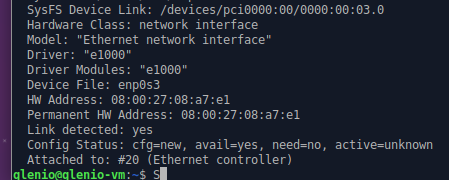 SysFS Device Link: /devices/pci0000:00/0000:00:03.0
Hardware Class: network interface
Model: "Ethernet network interface"
Driver: "e1000"
Driver Modules: "e1000"
Device File: enp0s3
HW Address: 08:00:27:08:a7:e1
Permanent HW Address: 08:00:27:08:a7:e1
Link detected: yes
Config Status: cfg=new, avail=yes, need=no, active=unknown
Attached to: #20 (Ethernet controller)
glenio@glenio-vm:~$ S